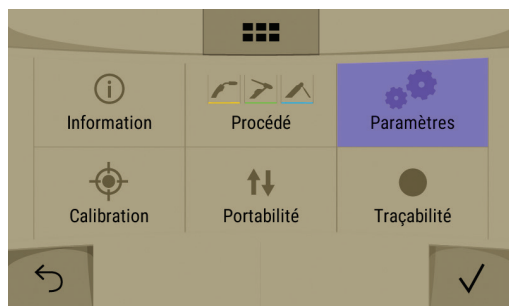 Information
Procédé
Paramètres
Calibration
Portabilité
Traçabilité